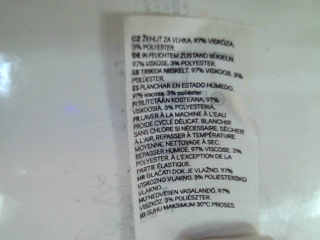 CZ ŽEHLIT ZA VLHKA. 97% VISKÓZA,
3% POLYESTER.
DE IN FEUCHTEM ZUSTAND BÜGELN.
97% VISKOSE, 3% POLYESTER.
EE TRIIKIDA NIISKELT. 97% VISKOOS, 3%
POLÜESTER.
ES PLANCHAR EN ESTADO HÚMEDO.
97% viscose, 3% poliéster.
FI SILITETÄÄN KOSTEANA. 97%
VISKOOSIA, 3% POLYESTERIÄ.
FR LAVER À LA MACHINE À L'EAU
FROIDE CYCLE DÉLICAT. BLANCHIR
SANS CHLORE SI NÉCESSAIRE. SÉCHER
À L'AIR. REPASSER À TEMPÉRATURE
MOYENNE. NETTOYAGE À SEC.
REPASSER HUMIDE. 97% VISCOSE, 3%
POLYESTER. À L'EXCEPTION DE LA
PARTIE ÉLASTIQUE.
HR GLAČATI DOK JE VLAŽNO. 97%
VISKOZNO VLAKNO. 3% POLIESTERSKO
VLAKNO.
HU NEDVESEN VASALANDÓ. 97%
VISZKÓZ. 3% POLIÉSZTER.
ID SUHU MAKSIMUM 30°C PROSES